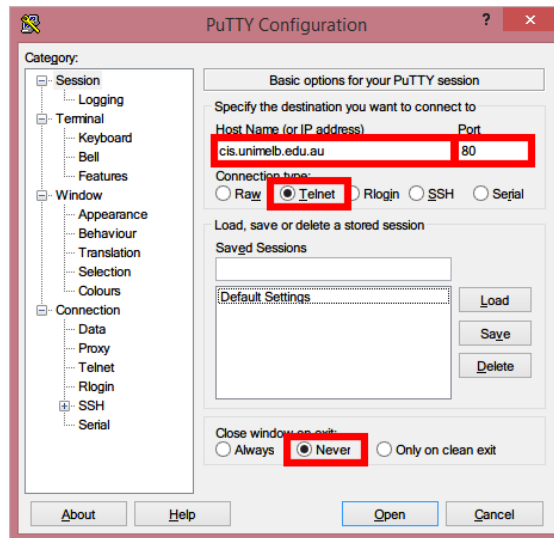 PuTTY Configuration
? ×
Category:
Session
Logging
Terminal
Keyboard
Bell
Features
Window
Appearance
Behaviour
Translation
Selection
Colours
Connection
Data
Proxy
Telnet
Rlogin
SSH
Serial
Basic options for your PuTTY session
Specify the destination you want to connect to
Host Name (or IP address) Port
cis.unimelb.edu.au 80
Connection type:
Raw Telnet Rlogin SSH Serial
Load, save or delete a stored session
Saved Sessions
Default Settings
Load
Save
Delete
Close window on exit:
Always Never Only on clean exit
About Help Open Cancel